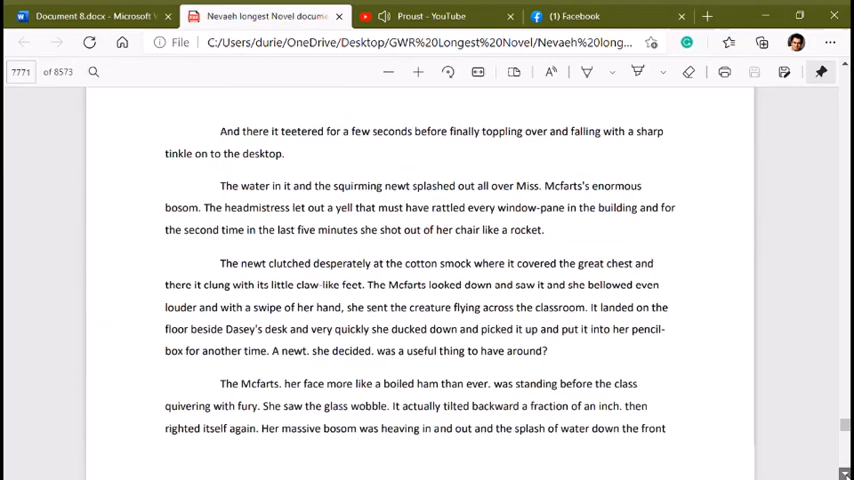 Document 8.docx - Microsoft W
Nevaeh longest Novel docume
Proust - YouTube
(1) Facebook
File
C:/Users/durie/OneDrive/Desktop/GWR%20Longest%20Novel/Nevaeh%20long...
7771 of 8573
And there it teetered for a few seconds before finally toppling over and falling with a sharp
tinkle on to the desktop.
The water in it and the squirming newt splashed out all over Miss. Mcfarts's enormous
bosom. The headmistress let out a yell that must have rattled every window-pane in the building and for
the second time in the last five minutes she shot out of her chair like a rocket.
The newt clutched desperately at the cotton smock where it covered the great chest and
there it clung with its little claw-like feet. The Mcfarts looked down and saw it and she bellowed even
louder and with a swipe of her hand, she sent the creature flying across the classroom. It landed on the
floor beside Dasey's desk and very quickly she ducked down and picked it up and put it into her pencil-
box for another time. A newt. she decided. was a useful thing to have around?
The Mcfarts. her face more like a boiled ham than ever. was standing before the class
quivering with fury. She saw the glass wobble. It actually tilted backward a fraction of an inch. then
righted itself again. Her massive bosom was heaving in and out and the splash of water down the front